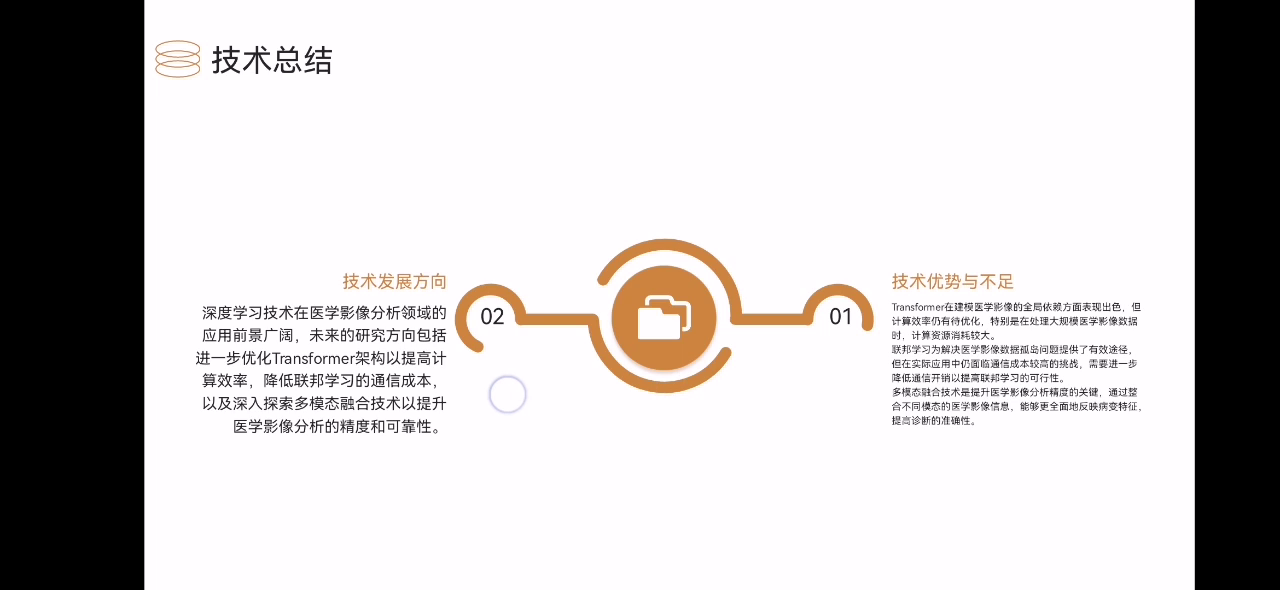 技术总结
技术发展方向
深度学习技术在医学影像分析领域的
应用前景广阔，未来的研究方向包括
进一步优化Transformer架构以提高计
算效率，降低联邦学习的通信成本，
以及深入探索多模态融合技术以提升
医学影像分析的精度和可靠性。
02
01
技术优势与不足
Transformer在建模医学影像的全局依赖方面表现出色，但
计算效率仍有待优化，特别是在处理大规模医学影像数据
时，计算资源消耗较大。
联邦学习为解决医学影像数据孤岛问题提供了有效途径，
但在实际应用中仍面临通信成本较高的挑战，需要进一步
降低通信开销以提高联邦学习的可行性。
多模态融合技术是提升医学影像分析精度的关键，通过整
合不同模态的医学影像信息，能够更全面地反映病变特征，
提高诊断的准确性。